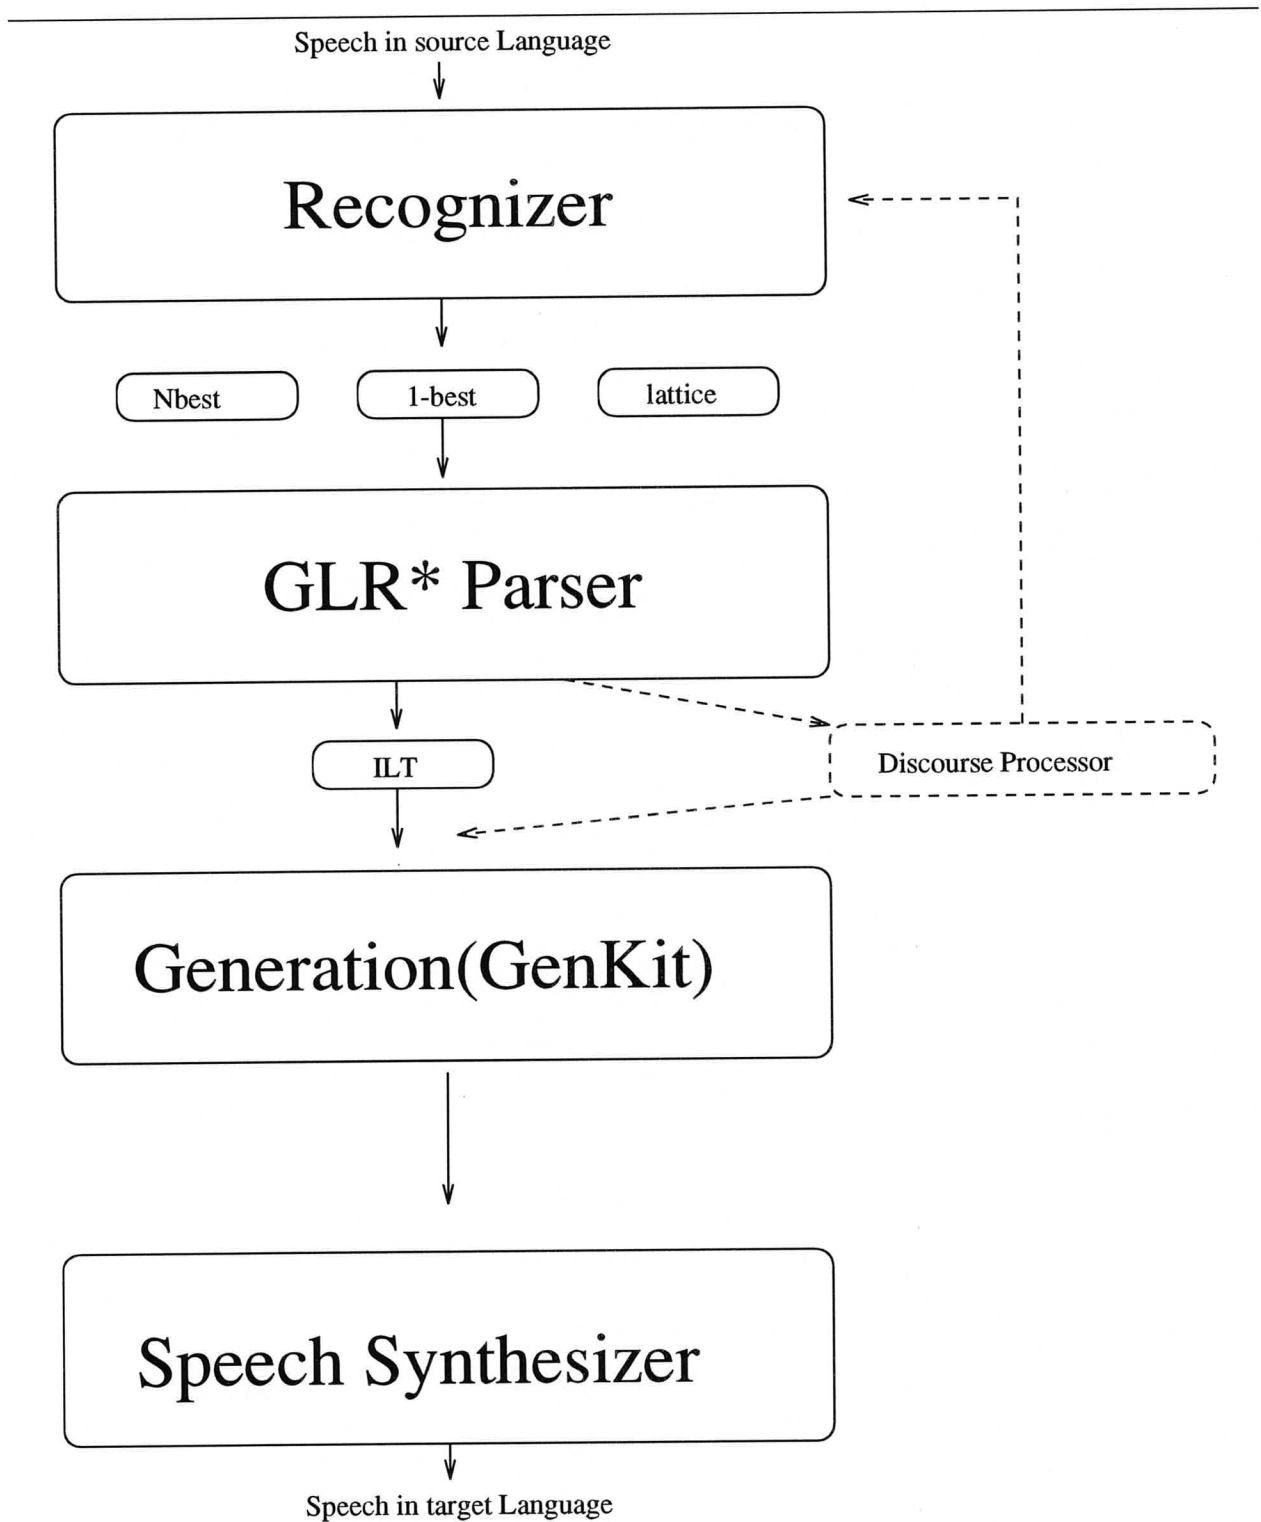 Speech in source Language
Recognizer
Nbest
1-best
lattice
GLR* Parser
ILT
Discourse Processor
Generation(GenKit)
Speech Synthesizer
Speech in target Language